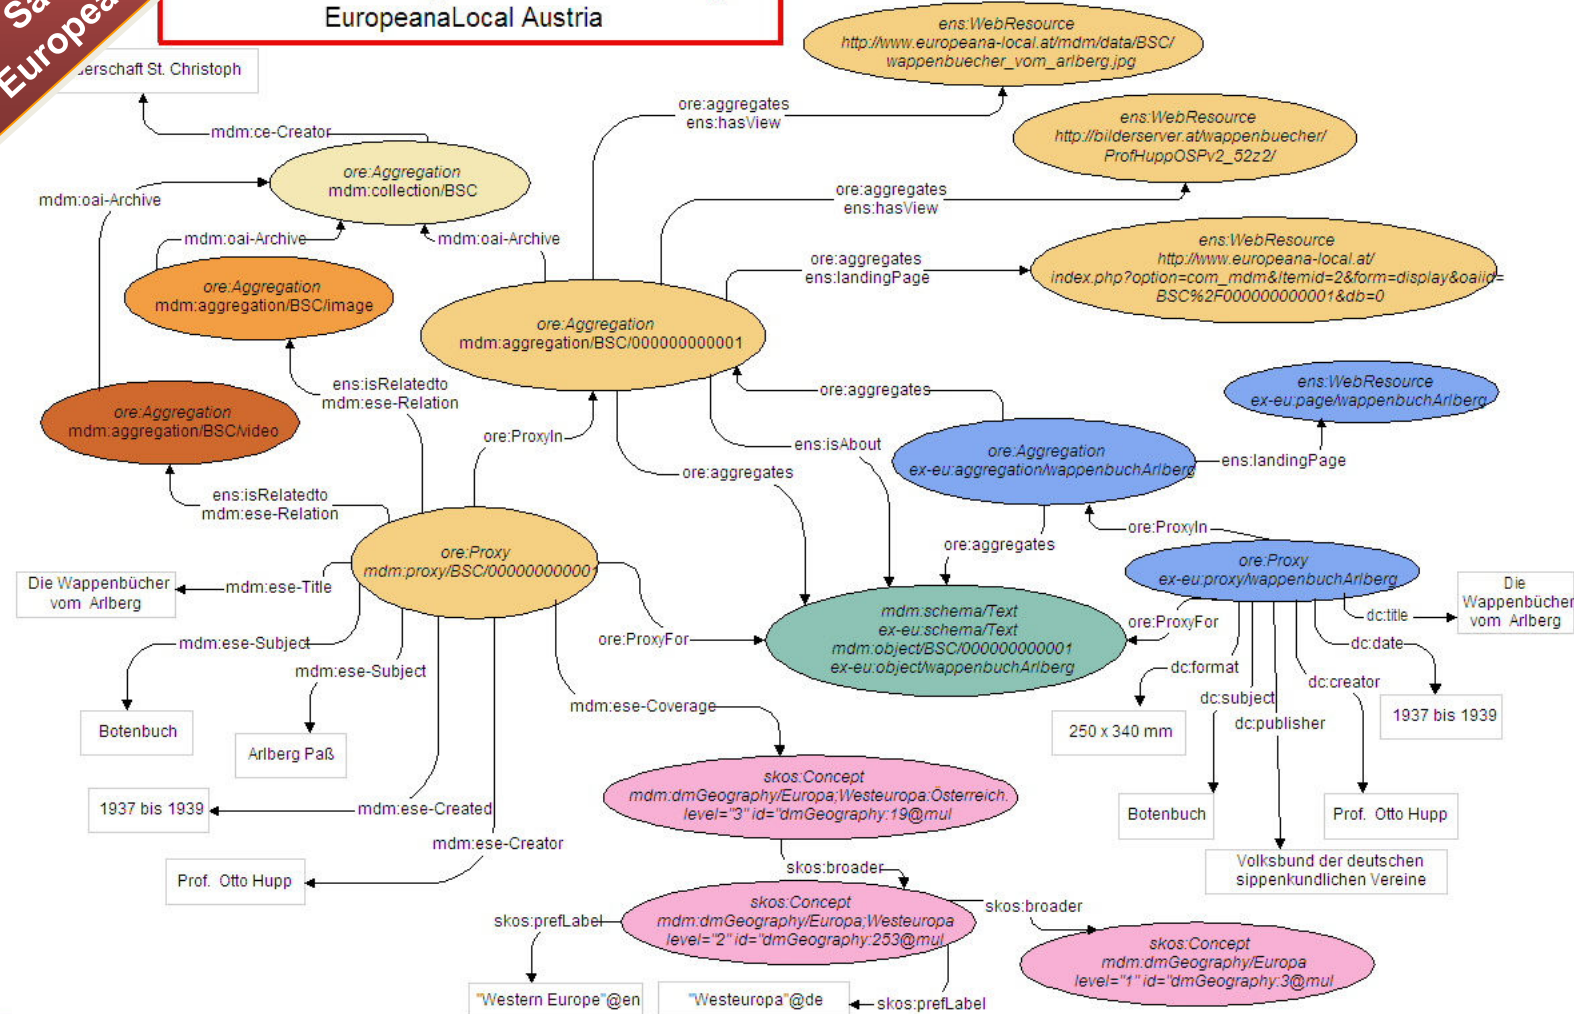 EuropeanaLocal Austria
ens:WebResource
http://www.europeana-local.at/mdm/data/BSC/
wappenbuecher_vom_arlberg.jpg
St. Christoph
ore:aggregates
ens:hasView
mdm:ce-Creator
ens:WebResource
http://bilderserver.at/wappenbuecher/
ProfHuppOSPv2_52z2/
ore:Aggregation
mdm:collection/BSC
mdm:oai-Archive
ore:aggregates
ens:hasView
mdm:oai-Archive
mdm:oai-Archive
ens:WebResource
http://www.europeana-local.at/
index.php?option=com_mdm&Itemid=2&form=display&oaiid=
BSC%2F000000000001&db=0
ore:aggregates
ens:landingPage
ore:Aggregation
mdm:aggregation/BSC/image
ore:Aggregation
mdm:aggregation/BSC/000000000001
ens:isRelatedto
mdm:ese-Relation
ore:aggregates
ens:WebResource
ex-eu:page/wappenbuchArlberg
ore:Aggregation
mdm:aggregation/BSC/video
ore:ProxyIn
ens:isAbout
ore:Aggregation
ex-eu:aggregation/wappenbuchArlberg
ens:landingPage
ore:aggregates
ens:isRelatedto
mdm:ese-Relation
ore:ProxyIn
ore:aggregates
ore:Proxy
mdm:proxy/BSC/000000000001
ore:Proxy
ex-eu:proxy/wappenbuchArlberg
Die Wappenbücher
vom Arlberg
mdm:ese-Title
Die
Wappenbücher
vom Arlberg
dc:title
mdm:schema/Text
ex-eu:schema/Text
mdm:object/BSC/000000000001
ex-eu:object/wappenbuchArlberg
ore:ProxyFor
ore:ProxyFor
mdm:ese-Subject
dc:date
mdm:ese-Subject
dc:format
dc:creator
dc:subject
mdm:ese-Coverage
dc:publisher
Botenbuch
Arlberg Paß
250 x 340 mm
1937 bis 1939
skos:Concept
mdm:dmGeography/Europa;Westeuropa:Österreich.
level="3" id="dmGeography:19@mul
1937 bis 1939
mdm:ese-Created
Botenbuch
Prof. Otto Hupp
mdm:ese-Creator
Prof. Otto Hupp
skos:broader
Volksbund der deutschen
sippenkundlichen Vereine
skos:Concept
mdm:dmGeography/Europa;Westeuropa
level="2" id="dmGeography:253@mul
skos:prefLabel
skos:broader
skos:Concept
mdm:dmGeography/Europa
level="1" id="dmGeography:3@mul
"Western Europe"@en
"Westeuropa"@de
skos:prefLabel